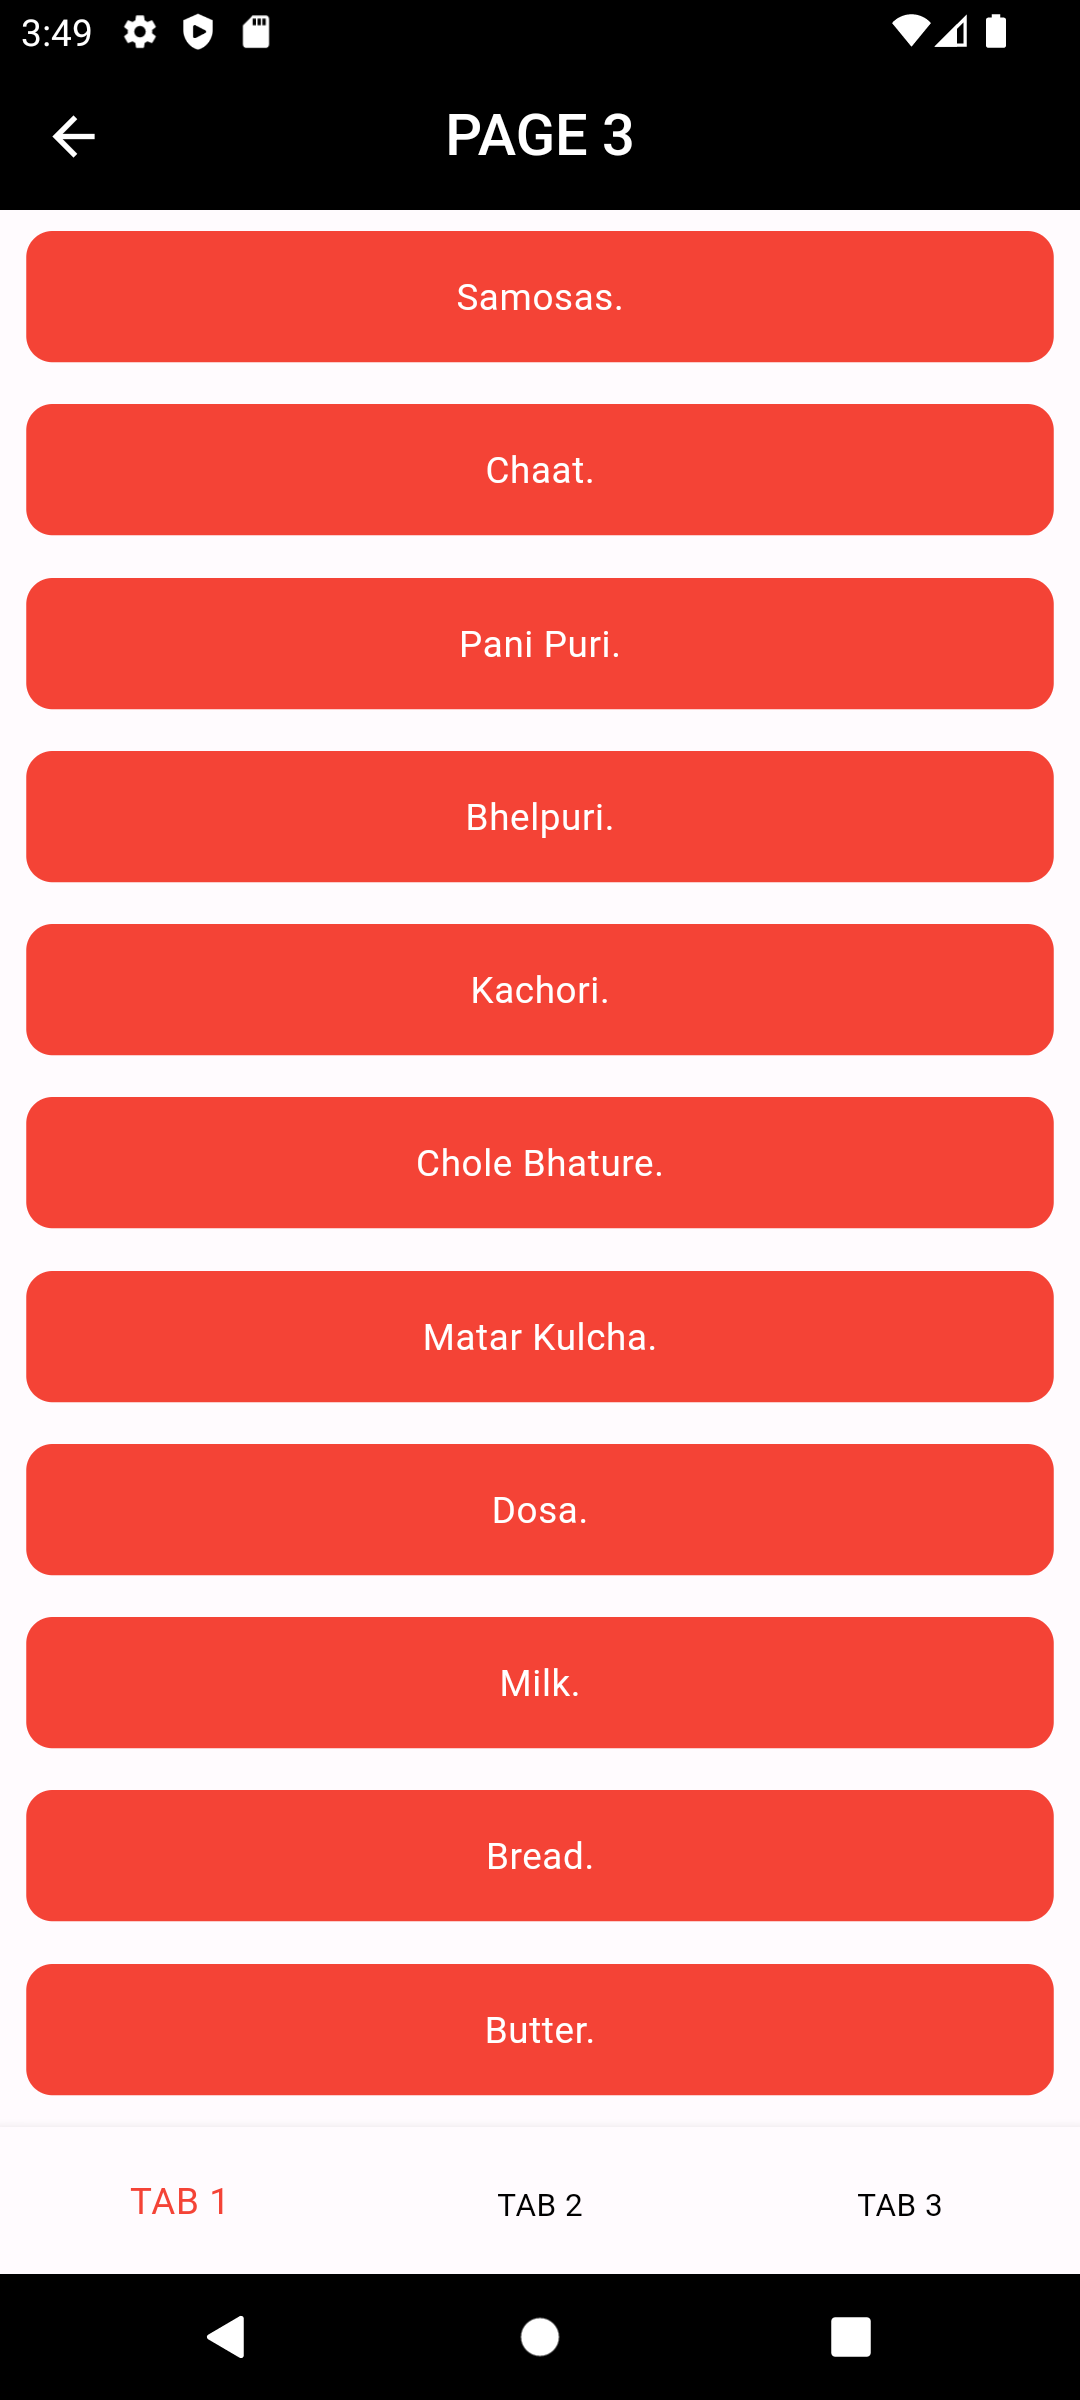 3:49
PAGE 3
Samosas.
Chaat.
Pani Puri.
Bhelpuri.
Kachori.
Chole Bhature.
Matar Kulcha.
Dosa.
Milk.
Bread.
Butter.
TAB 1 TAB 2 TAB 3